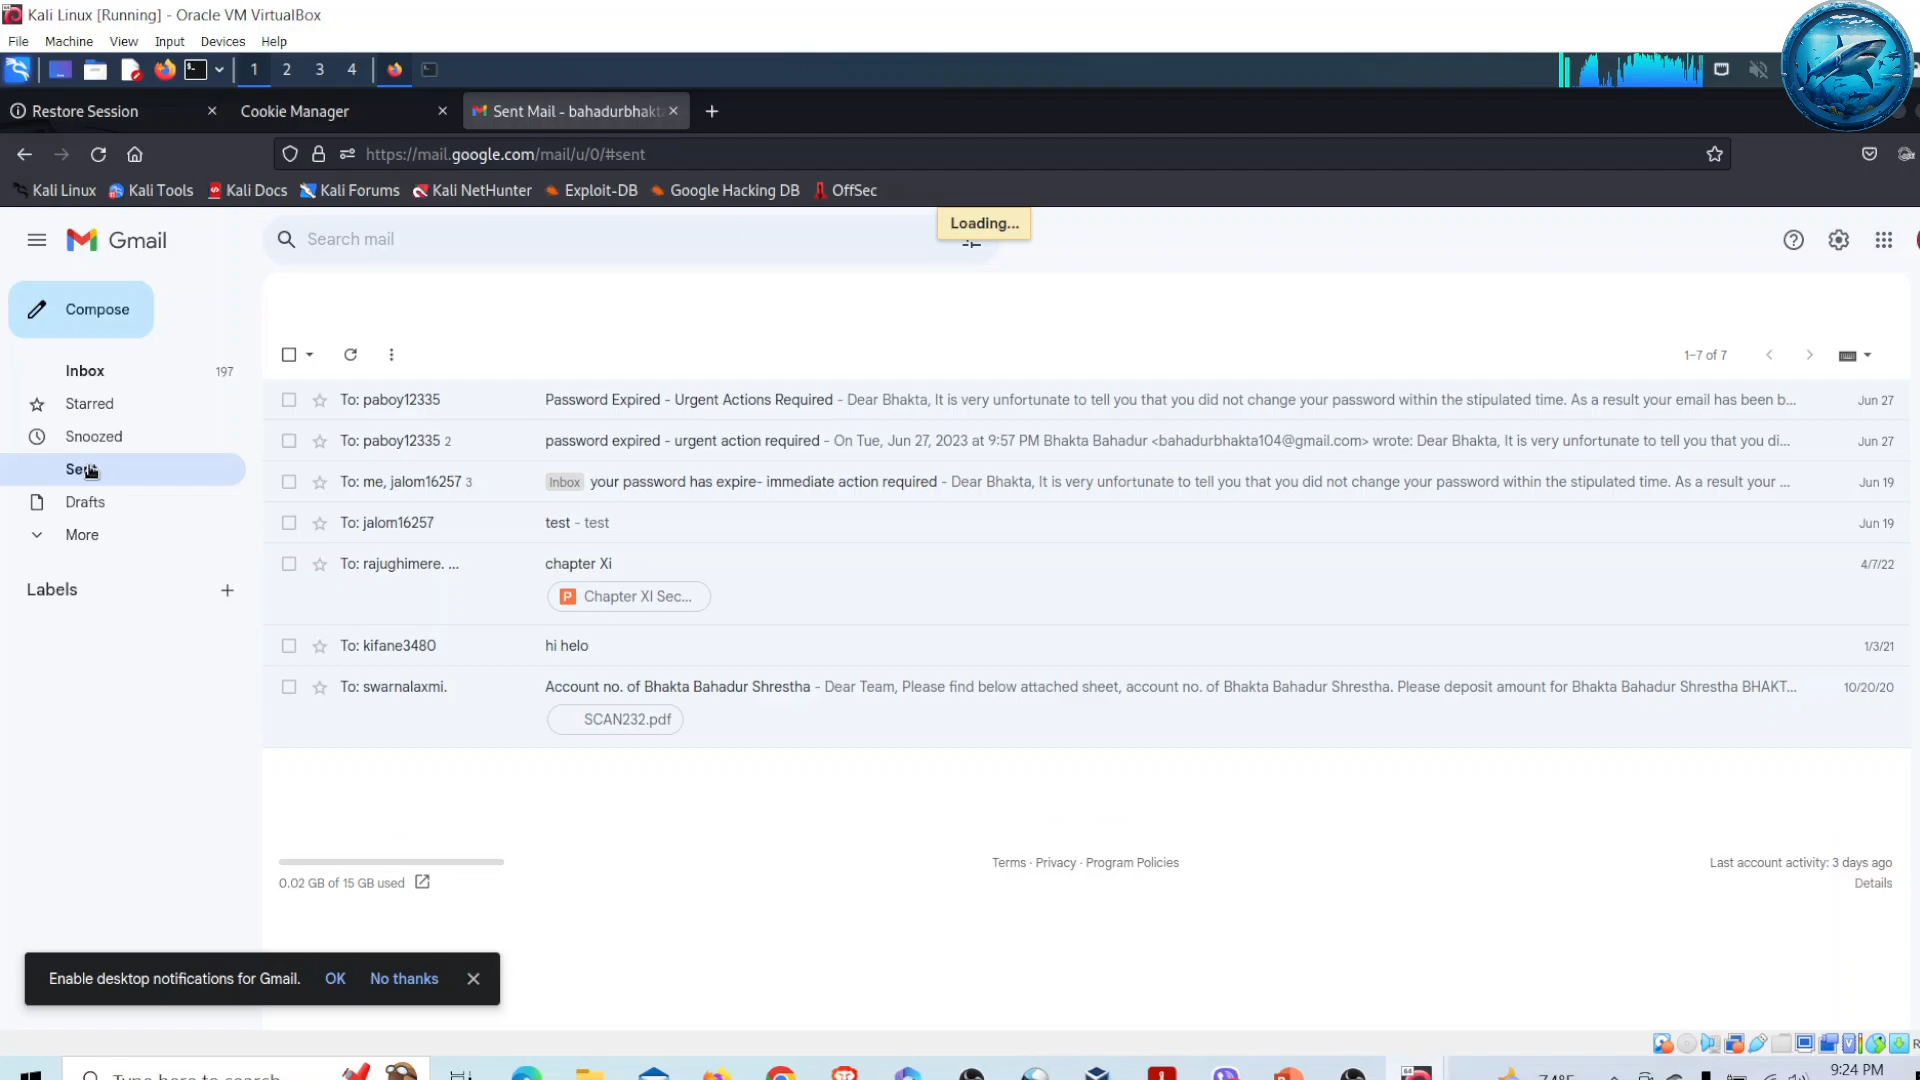 Kali Linux [Running] - Oracle VM VirtualBox
File Machine View Input Devices Help
1 2 3 4
Restore Session
Cookie Manager
Sent Mail - bahadurbhakt
https://mail.google.com/mail/u/0/#sent
Kali Linux Kali Tools Kali Docs Kali Forums Kali NetHunter Exploit-DB Google Hacking DB OffSec
Loading...
Gmail
Search mail
Compose
Inbox 197
Starred
Snoozed
Drafts
More
Labels
1–7 of 7
To: paboy12335 Password Expired - Urgent Actions Required - Dear Bhakta, It is very unfortunate to tell you that you did not change your password within the stipulated time. As a result your email has been b... Jun 27
To: paboy12335 2 password expired - urgent action required - On Tue, Jun 27, 2023 at 9:57 PM Bhakta Bahadur <bahadurbhakta104@gmail.com> wrote: Dear Bhakta, It is very unfortunate to tell you that you di... Jun 27
To: me, jalom16257 3 Inbox your password has expire- immediate action required - Dear Bhakta, It is very unfortunate to tell you that you did not change your password within the stipulated time. As a result your ... Jun 19
To: jalom16257 test - test Jun 19
To: rajughimere. ... chapter Xi 4/7/22
P Chapter XI Sec...
To: kifane3480 hi helo 1/3/21
To: swarnalaxmi. Account no. of Bhakta Bahadur Shrestha - Dear Team, Please find below attached sheet, account no. of Bhakta Bahadur Shrestha. Please deposit amount for Bhakta Bahadur Shrestha BHAKT... 10/20/20
SCAN232.pdf
0.02 GB of 15 GB used
Terms · Privacy · Program Policies
Last account activity: 3 days ago
Details
Enable desktop notifications for Gmail. OK No thanks
Type here to search
74°F
9:24 PM